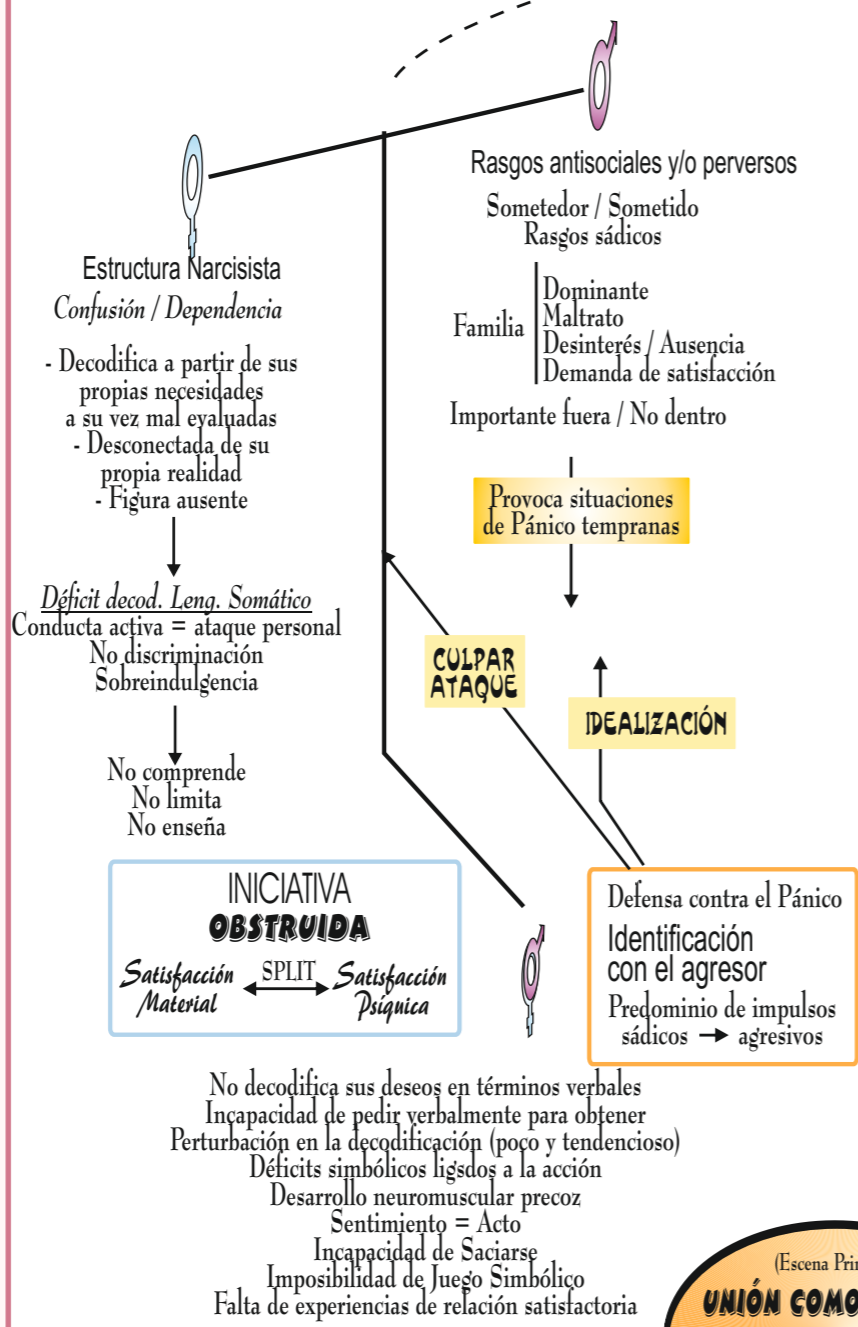 Rasgos antisociales y/o perversos
Sometedor / Sometido
Rasgos sádicos
Familia
Dominante
Maltrato
Desinterés / Ausencia
Demanda de satisfacción
Importante fuera / No dentro
Provoca situaciones
de Pánico tempranas
Estructura Narcisista
Confusión / Dependencia
- Decodifica a partir de sus
propias necesidades
a su vez mal evaluadas
- Desconectada de su
propia realidad
- Figura ausente
Déficit decod. Leng. Somático
Conducta activa = ataque personal
No discriminación
Sobreindulgencia
No comprende
No limita
No enseña
CULPAR
ATAQUE
IDEALIZACIÓN
INICIATIVA
OBSTRUIDA
Satisfacción
Material
SPLIT
Satisfacción
Psíquica
Defensa contra el Pánico
Identificación
con el agresor
Predominio de impulsos
sádicos → agresivos
No decodifica sus deseos en términos verbales
Incapacidad de pedir verbalmente para obtener
Perturbación en la decodificación (poco y tendencioso)
Déficits simbólicos ligsdos a la acción
Desarrollo neuromuscular precoz
Sentimiento = Acto
Incapacidad de Saciarse
Imposibilidad de Juego Simbólico
Falta de experiencias de relación satisfactoria
(Escena Prin
UNIÓN COMO